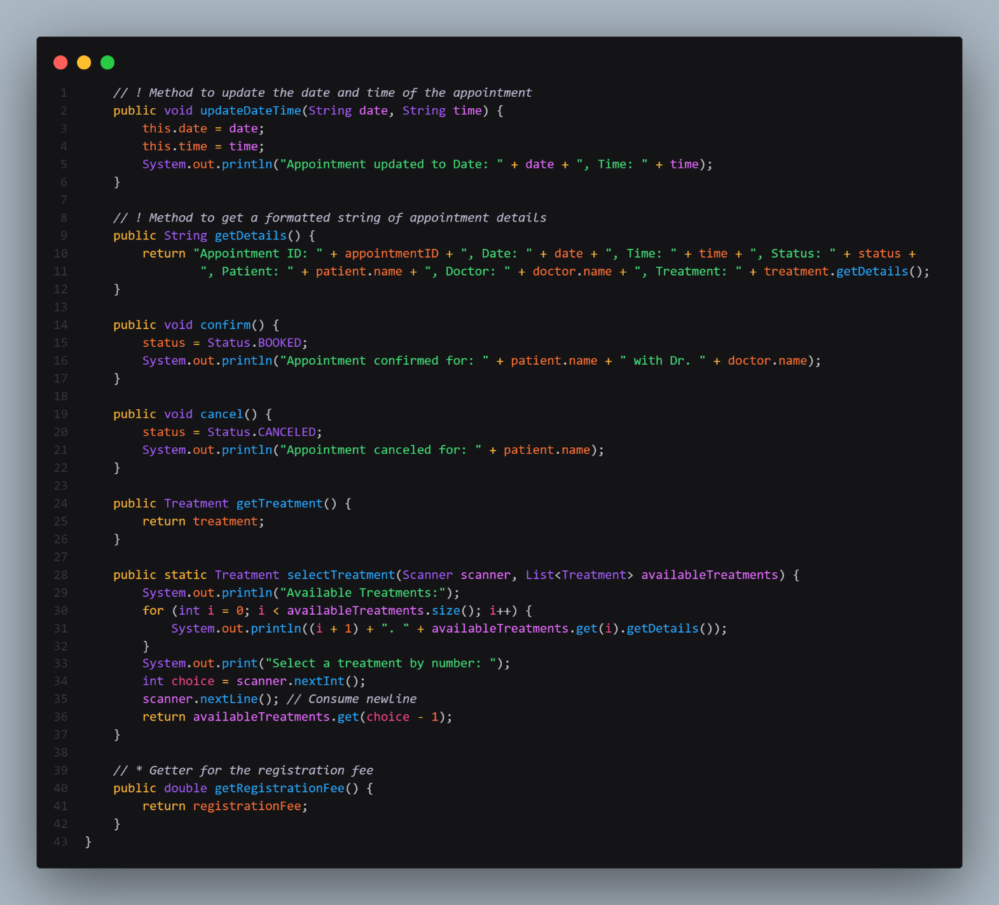 1      // ! Method to update the date and time of the appointment
2      public void updateDateTime(String date, String time) {
3          this.date = date;
4          this.time = time;
5          System.out.println("Appointment updated to Date: " + date + ", Time: " + time);
6      }
7
8      // ! Method to get a formatted string of appointment details
9      public String getDetails() {
10         return "Appointment ID: " + appointmentID + ", Date: " + date + ", Time: " + time + ", Status: " + status +
11                 ", Patient: " + patient.name + ", Doctor: " + doctor.name + ", Treatment: " + treatment.getDetails();
12     }
13
14     public void confirm() {
15         status = Status.BOOKED;
16         System.out.println("Appointment confirmed for: " + patient.name + " with Dr. " + doctor.name);
17     }
18
19     public void cancel() {
20         status = Status.CANCELED;
21         System.out.println("Appointment canceled for: " + patient.name);
22     }
23
24     public Treatment getTreatment() {
25         return treatment;
26     }
27
28     public static Treatment selectTreatment(Scanner scanner, List<Treatment> availableTreatments) {
29         System.out.println("Available Treatments:");
30         for (int i = 0; i < availableTreatments.size(); i++) {
31             System.out.println((i + 1) + ". " + availableTreatments.get(i).getDetails());
32         }
33         System.out.print("Select a treatment by number: ");
34         int choice = scanner.nextInt();
35         scanner.nextLine(); // Consume newline
36         return availableTreatments.get(choice - 1);
37     }
38
39     // * Getter for the registration fee
40     public double getRegistrationFee() {
41         return registrationFee;
42     }
43 }